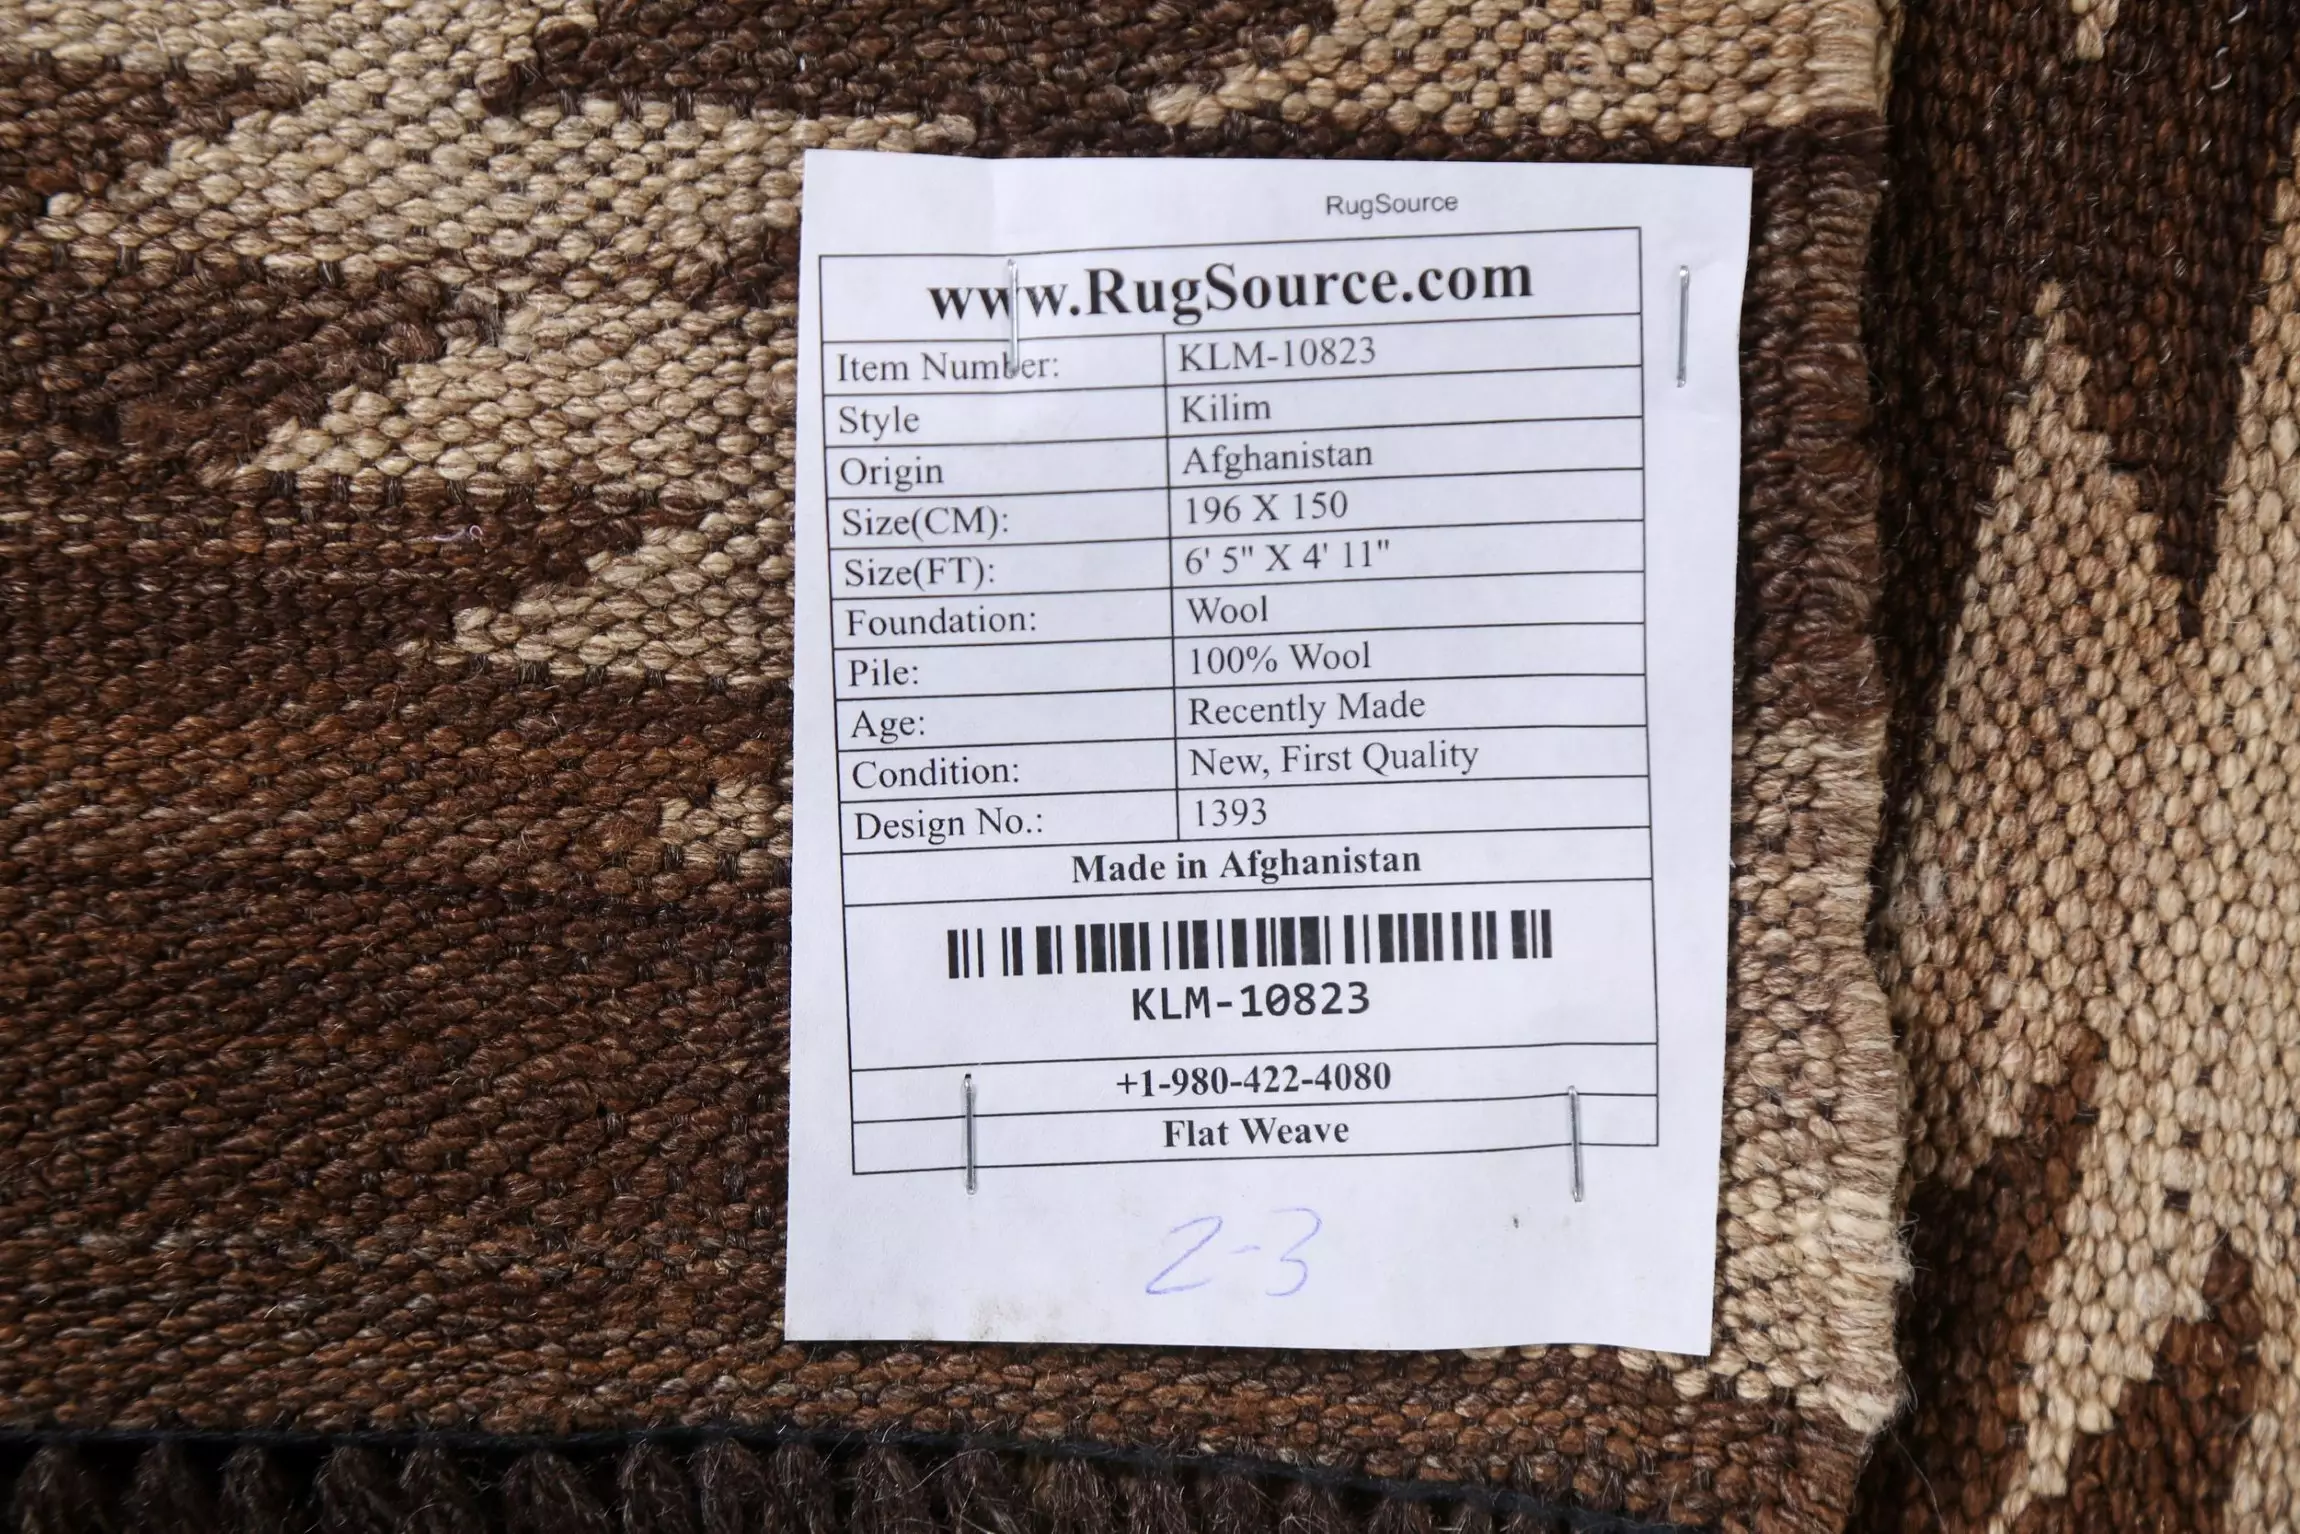 RugSource
www.RugSource.com
Item Number: KLM-10823
Style Kilim
Origin Afghanistan
Size(CM): 196 X 150
Size(FT): 6' 5" X 4' 11"
Foundation: Wool
Pile: 100% Wool
Age: Recently Made
Condition: New, First Quality
Design No.: 1393
Made in Afghanistan
KLM-10823
+1-980-422-4080
Flat Weave
2-3